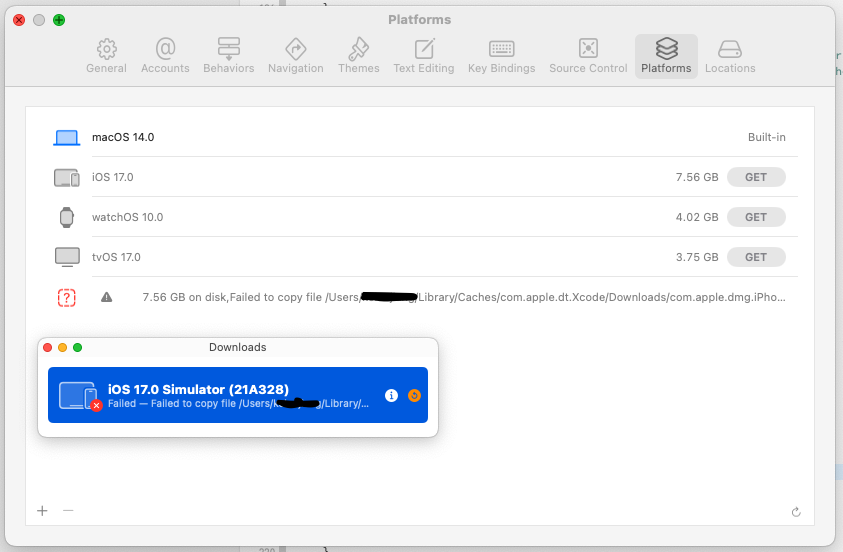 Platforms
General Accounts Behaviors Navigation Themes Text Editing Key Bindings Source Control Platforms Locations
macOS 14.0 Built-in
iOS 17.0 7.56 GB GET
watchOS 10.0 4.02 GB GET
tvOS 17.0 3.75 GB GET
7.56 GB on disk,Failed to copy file /Users/ /Library/Caches/com.apple.dt.Xcode/Downloads/com.apple.dmg.iPho...
Downloads
iOS 17.0 Simulator (21A328)
Failed — Failed to copy file /Users/ /Library/...